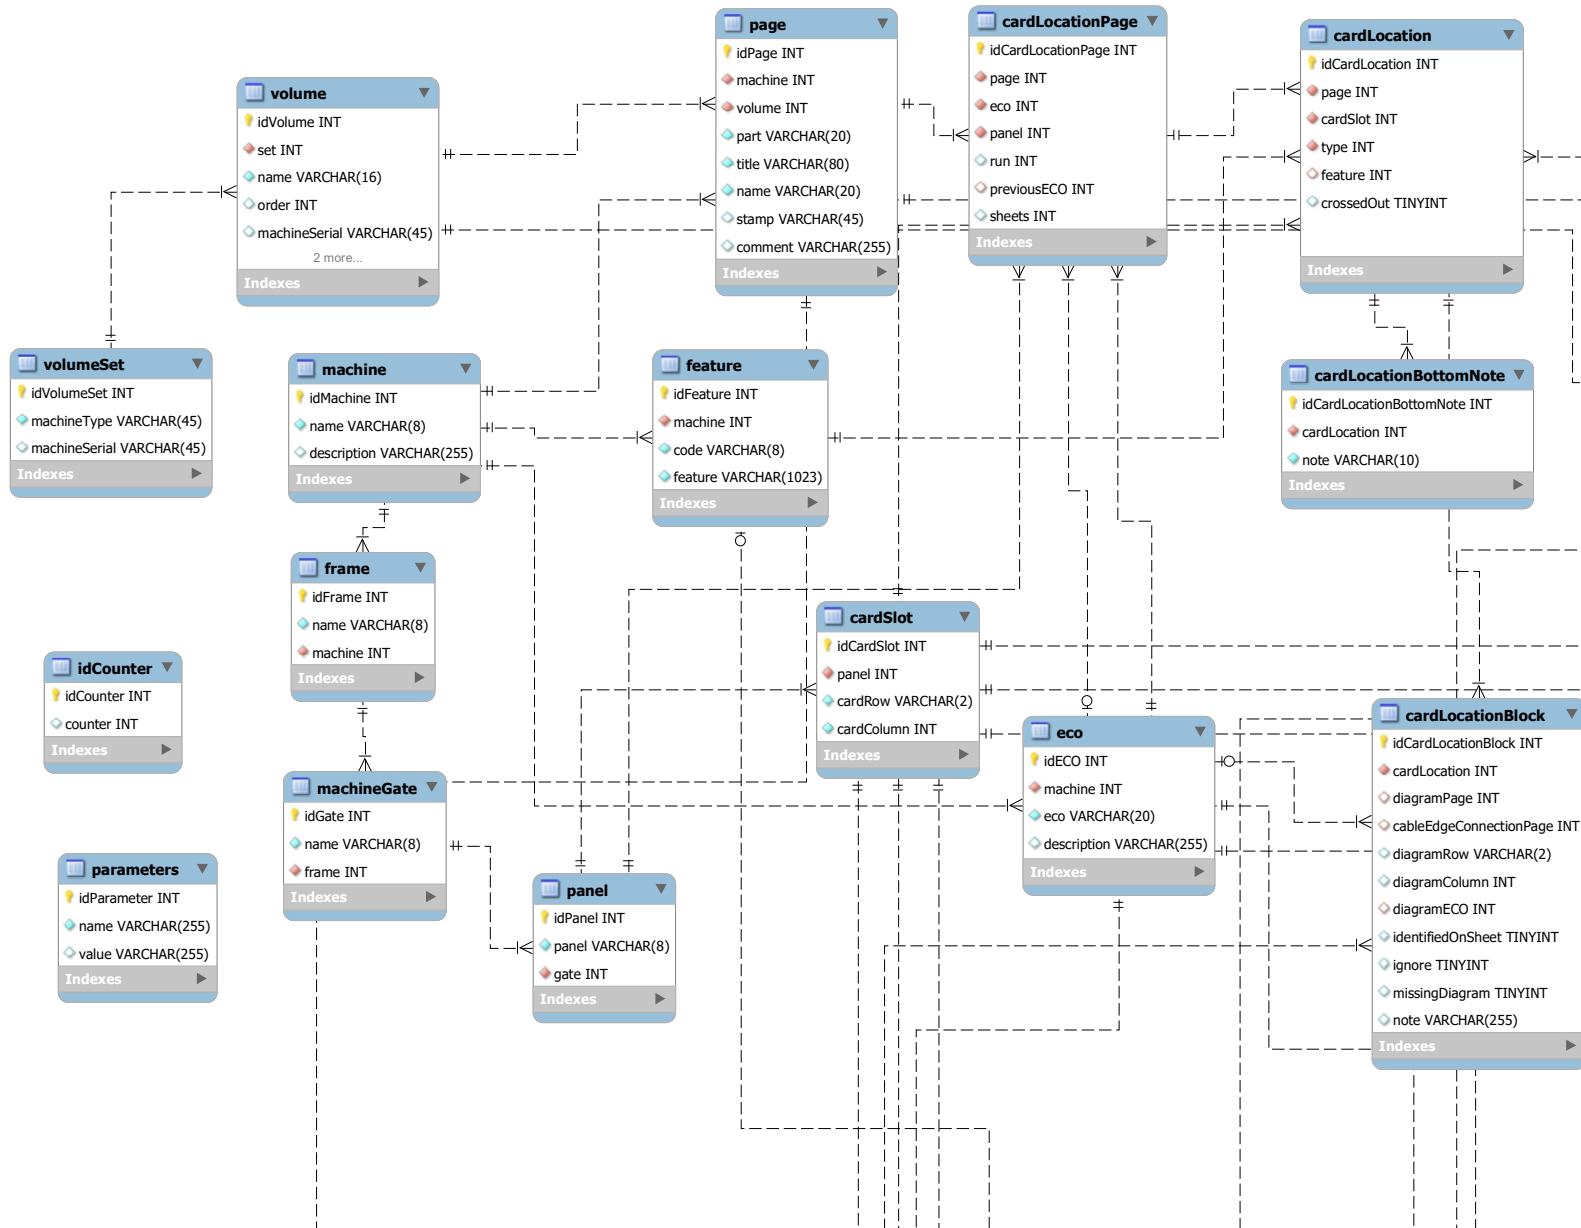 page
idPage INT
machine INT
volume INT
part VARCHAR(20)
title VARCHAR(80)
name VARCHAR(20)
stamp VARCHAR(45)
comment VARCHAR(255)
Indexes
cardLocationPage
idCardLocationPage INT
page INT
eco INT
panel INT
run INT
previousECO INT
sheets INT
Indexes
cardLocation
idCardLocation INT
page INT
cardSlot INT
type INT
feature INT
crossedOut TINYINT
Indexes
volume
idVolume INT
set INT
name VARCHAR(16)
order INT
machineSerial VARCHAR(45)
2 more...
Indexes
volumeSet
idVolumeSet INT
machineType VARCHAR(45)
machineSerial VARCHAR(45)
Indexes
machine
idMachine INT
name VARCHAR(8)
description VARCHAR(255)
Indexes
feature
idFeature INT
machine INT
code VARCHAR(8)
feature VARCHAR(1023)
Indexes
cardLocationBottomNote
idCardLocationBottomNote INT
cardLocation INT
note VARCHAR(10)
Indexes
frame
idFrame INT
name VARCHAR(8)
machine INT
Indexes
cardSlot
idCardSlot INT
panel INT
cardRow VARCHAR(2)
cardColumn INT
Indexes
idCounter
idCounter INT
counter INT
Indexes
eco
idECO INT
machine INT
eco VARCHAR(20)
description VARCHAR(255)
Indexes
cardLocationBlock
idCardLocationBlock INT
cardLocation INT
diagramPage INT
cableEdgeConnectionPage INT
diagramRow VARCHAR(2)
diagramColumn INT
diagramECO INT
identifiedOnSheet TINYINT
ignore TINYINT
missingDiagram TINYINT
note VARCHAR(255)
Indexes
machineGate
idGate INT
name VARCHAR(8)
frame INT
Indexes
parameters
idParameter INT
name VARCHAR(255)
value VARCHAR(255)
Indexes
panel
idPanel INT
panel VARCHAR(8)
gate INT
Indexes